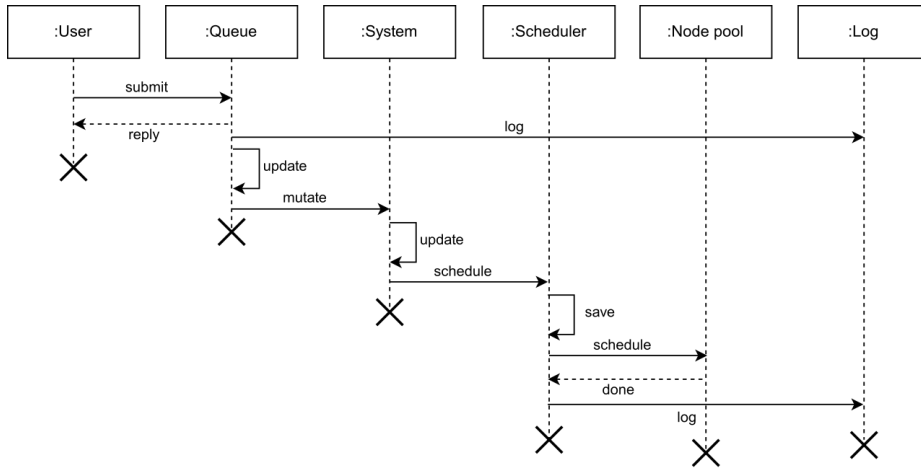 :User
:Queue
:System
:Scheduler
:Node pool
:Log
submit
reply
log
update
mutate
update
schedule
save
schedule
done
log